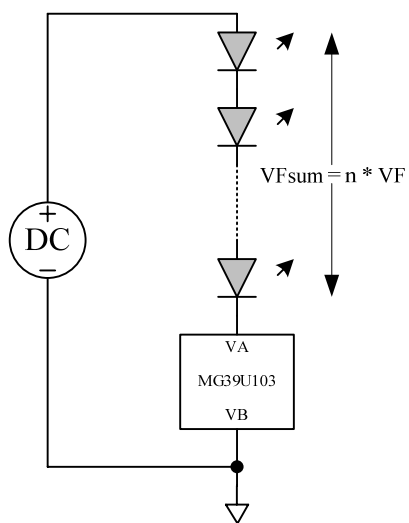 VFsum = n * VF
+
DC
−
VA
MG39U103
VB